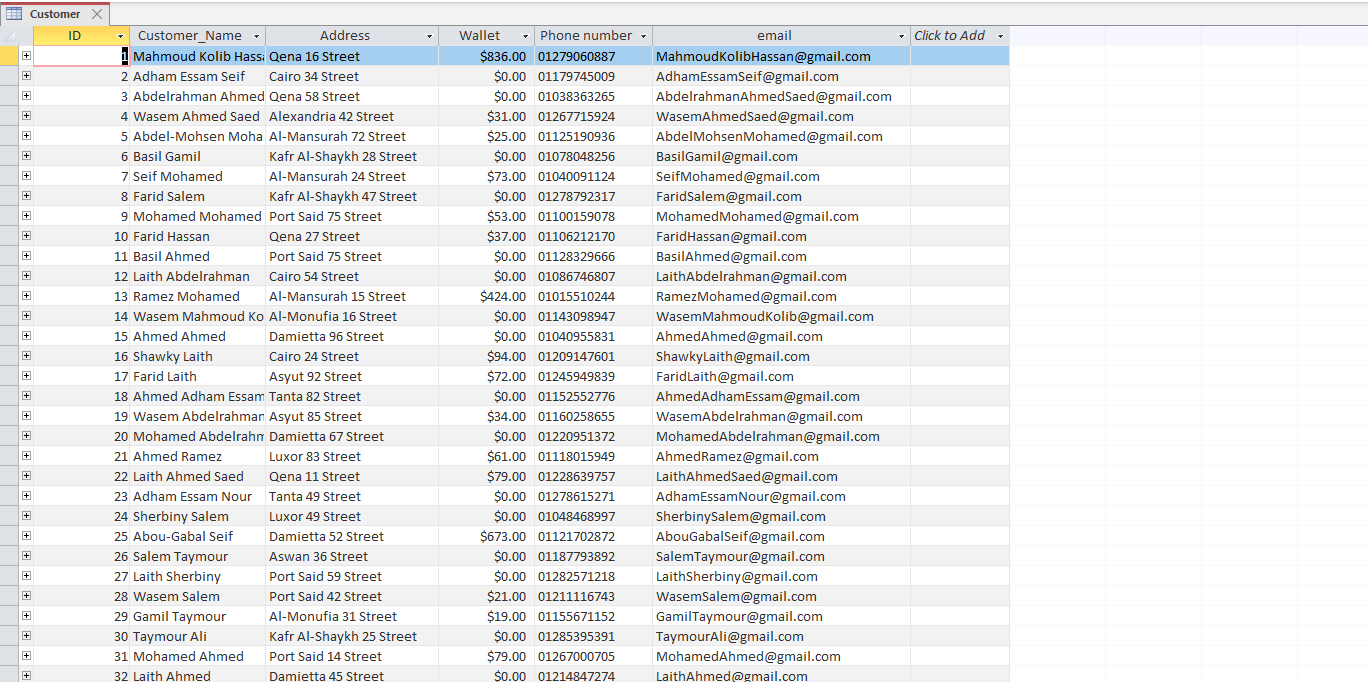 Customer
ID Customer_Name Address Wallet Phone number email Click to Add
1 Mahmoud Kolib Hassa Qena 16 Street $836.00 01279060887 MahmoudKolibHassan@gmail.com
2 Adham Essam Seif Cairo 34 Street $0.00 01179745009 AdhamEssamSeif@gmail.com
3 Abdelrahman Ahmed Qena 58 Street $0.00 01038363265 AbdelrahmanAhmedSaed@gmail.com
4 Wasem Ahmed Saed Alexandria 42 Street $31.00 01267715924 WasemAhmedSaed@gmail.com
5 Abdel-Mohsen Moha Al-Mansurah 72 Street $25.00 01125190936 AbdelMohsenMohamed@gmail.com
6 Basil Gamil Kafr Al-Shaykh 28 Street $0.00 01078048256 BasilGamil@gmail.com
7 Seif Mohamed Al-Mansurah 24 Street $73.00 01040091124 SeifMohamed@gmail.com
8 Farid Salem Kafr Al-Shaykh 47 Street $0.00 01278792317 FaridSalem@gmail.com
9 Mohamed Mohamed Port Said 75 Street $53.00 01100159078 MohamedMohamed@gmail.com
10 Farid Hassan Qena 27 Street $37.00 01106212170 FaridHassan@gmail.com
11 Basil Ahmed Port Said 75 Street $0.00 01128329666 BasilAhmed@gmail.com
12 Laith Abdelrahman Cairo 54 Street $0.00 01086746807 LaithAbdelrahman@gmail.com
13 Ramez Mohamed Al-Mansurah 15 Street $424.00 01015510244 RamezMohamed@gmail.com
14 Wasem Mahmoud Ko Al-Monufia 16 Street $0.00 01143098947 WasemMahmoudKolib@gmail.com
15 Ahmed Ahmed Damietta 96 Street $0.00 01040955831 AhmedAhmed@gmail.com
16 Shawky Laith Cairo 24 Street $94.00 01209147601 ShawkyLaith@gmail.com
17 Farid Laith Asyut 92 Street $72.00 01245949839 FaridLaith@gmail.com
18 Ahmed Adham Essam Tanta 82 Street $0.00 01152552776 AhmedAdhamEssam@gmail.com
19 Wasem Abdelrahman Asyut 85 Street $34.00 01160258655 WasemAbdelrahman@gmail.com
20 Mohamed Abdelrahm Damietta 67 Street $0.00 01220951372 MohamedAbdelrahman@gmail.com
21 Ahmed Ramez Luxor 83 Street $61.00 01118015949 AhmedRamez@gmail.com
22 Laith Ahmed Saed Qena 11 Street $79.00 01228639757 LaithAhmedSaed@gmail.com
23 Adham Essam Nour Tanta 49 Street $0.00 01278615271 AdhamEssamNour@gmail.com
24 Sherbiny Salem Luxor 49 Street $0.00 01048468997 SherbinySalem@gmail.com
25 Abou-Gabal Seif Damietta 52 Street $673.00 01121702872 AbouGabalSeif@gmail.com
26 Salem Taymour Aswan 36 Street $0.00 01187793892 SalemTaymour@gmail.com
27 Laith Sherbiny Port Said 59 Street $0.00 01282571218 LaithSherbiny@gmail.com
28 Wasem Salem Port Said 42 Street $21.00 01211116743 WasemSalem@gmail.com
29 Gamil Taymour Al-Monufia 31 Street $19.00 01155671152 GamilTaymour@gmail.com
30 Taymour Ali Kafr Al-Shaykh 25 Street $0.00 01285395391 TaymourAli@gmail.com
31 Mohamed Ahmed Port Said 14 Street $79.00 01267000705 MohamedAhmed@gmail.com
32 Laith Ahmed Damietta 45 Street $0.00 01214847274 LaithAhmed@gmail.com